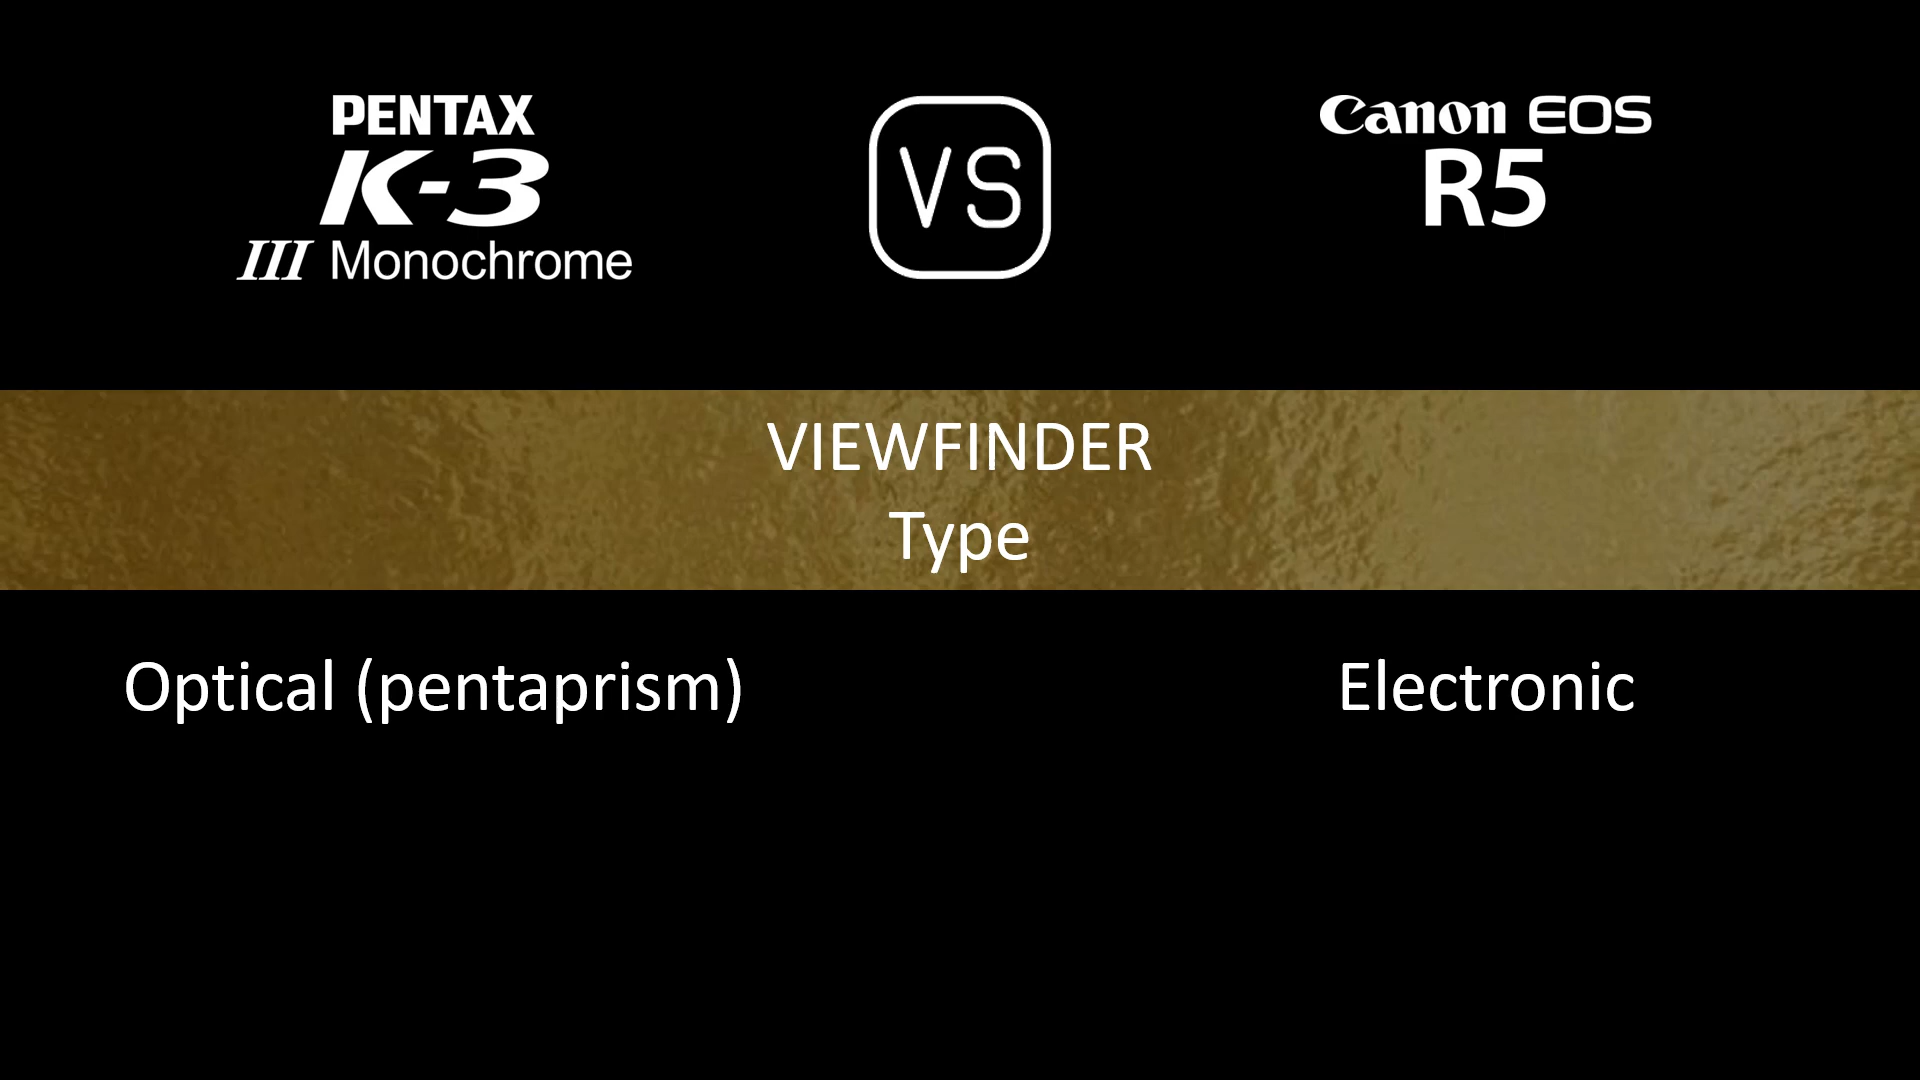 PENTAX
K-3
III Monochrome
VS
Canon EOS
R5
VIEWFINDER
Type
Optical (pentaprism)
Electronic